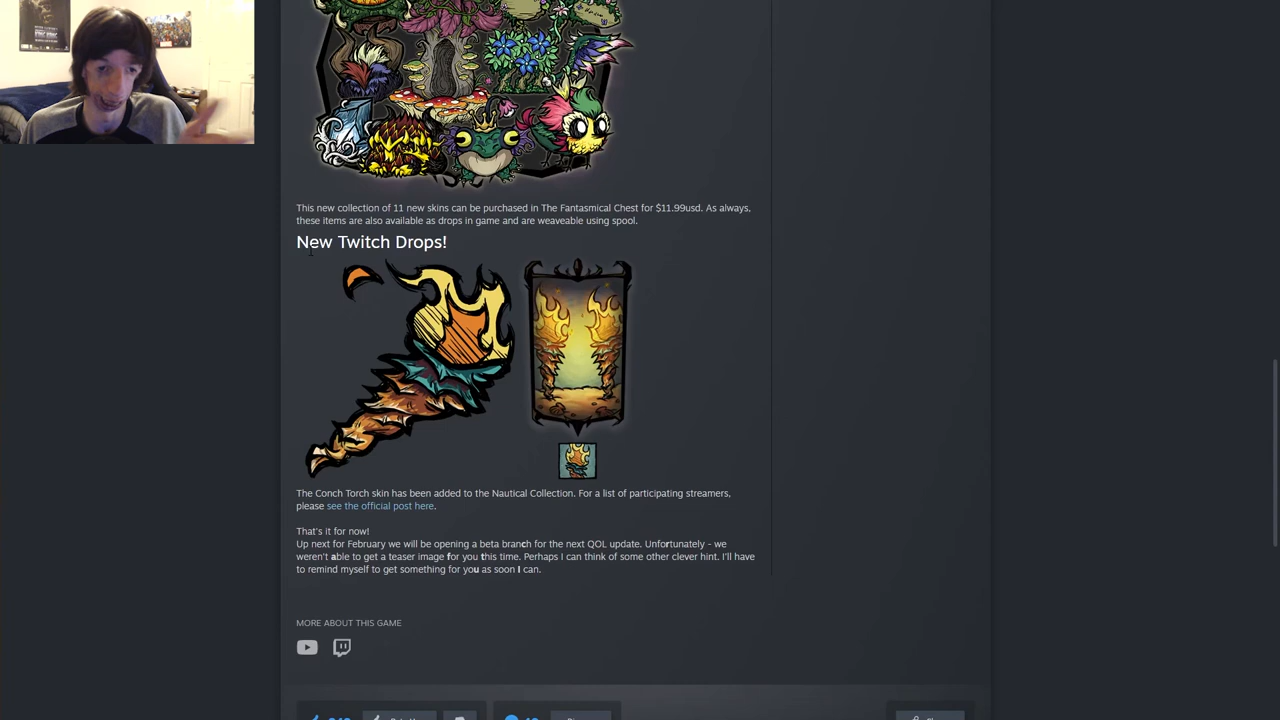 This new collection of 11 new skins can be purchased in The Fantasmical Chest for $11.99usd. As always,
these items are also available as drops in game and are weaveable using spool.
New Twitch Drops!
The Conch Torch skin has been added to the Nautical Collection. For a list of participating streamers,
please see the official post here.
That's it for now!
Up next for February we will be opening a beta branch for the next QOL update. Unfortunately - we
weren't able to get a teaser image for you this time. Perhaps I can think of some other clever hint. I'll have
to remind myself to get something for you as soon I can.
MORE ABOUT THIS GAME